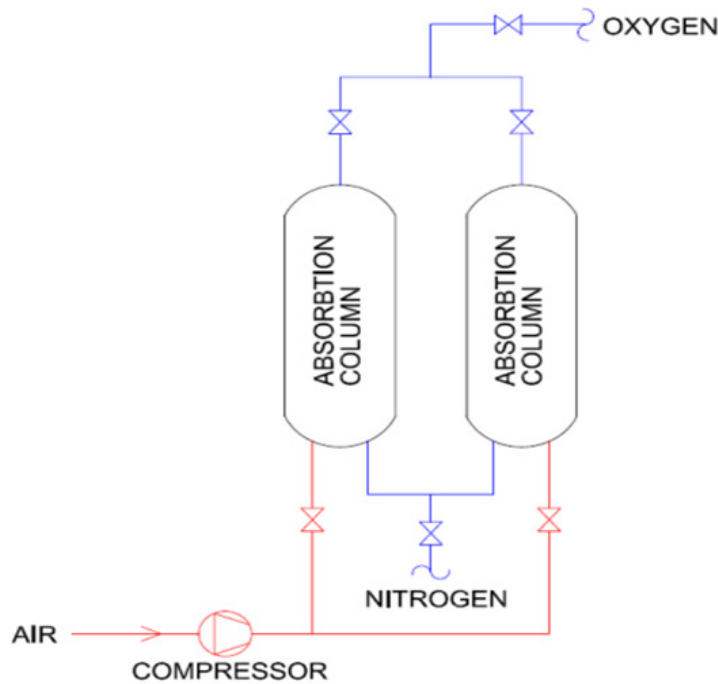 OXYGEN
ABSORBTION
COLUMN
ABSORBTION
COLUMN
NITROGEN
AIR
COMPRESSOR